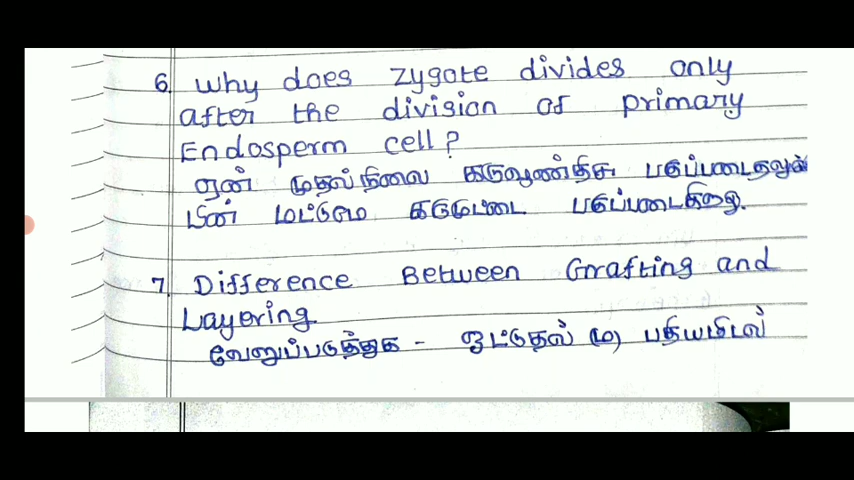 6. Why does zygote divides only
after the division of primary
Endosperm cell?
ஏன் முதல்நிலை கருவூண்திசு பகுப்படைதலுக்கு
பின் மட்டுமே கருமுட்டை பகுப்படைகிறது.
7. Difference Between Grafting and
Layering.
வேறுப்படுத்துக - ஒட்டுதல் (ம) பதியமிடல்